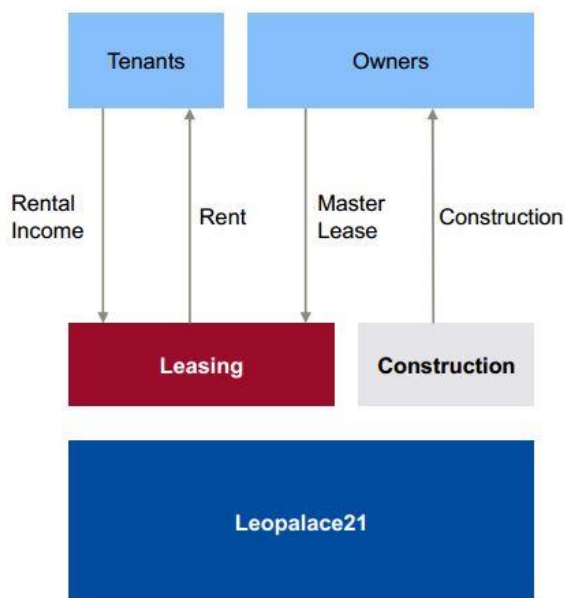 Tenants
Owners
Rental
Income
Rent
Master
Lease
Construction
Leasing
Construction
Leopalace21